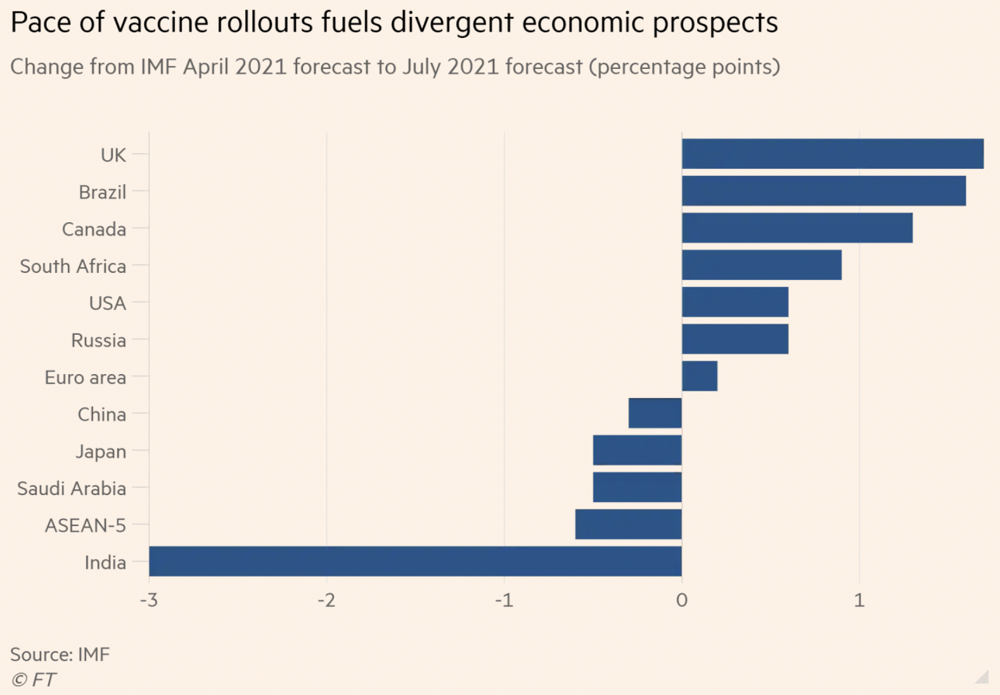 Pace of vaccine rollouts fuels divergent economic prospects
Change from IMF April 2021 forecast to July 2021 forecast (percentage points)
UK
Brazil
Canada
South Africa
USA
Russia
Euro area
China
Japan
Saudi Arabia
ASEAN-5
India
-3 -2 -1 0 1
Source: IMF
© FT